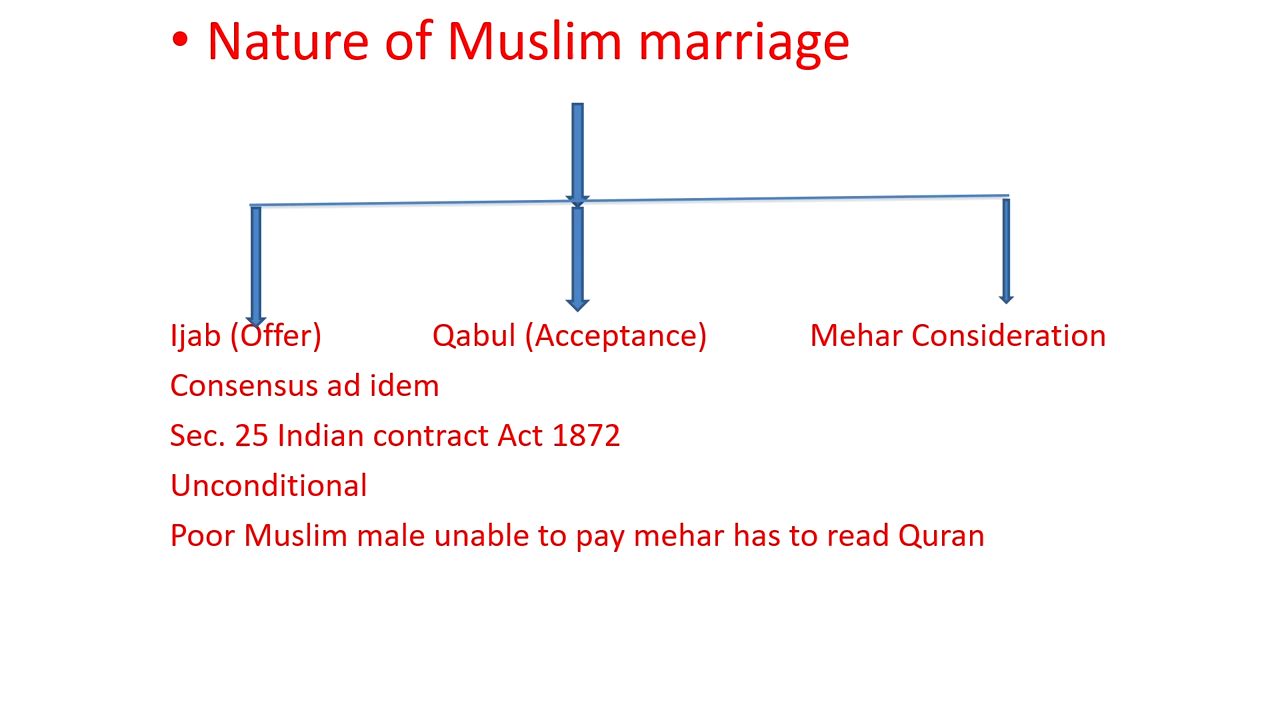 • Nature of Muslim marriage
Ijab (Offer) Qabul (Acceptance) Mehar Consideration
Consensus ad idem
Sec. 25 Indian contract Act 1872
Unconditional
Poor Muslim male unable to pay mehar has to read Quran